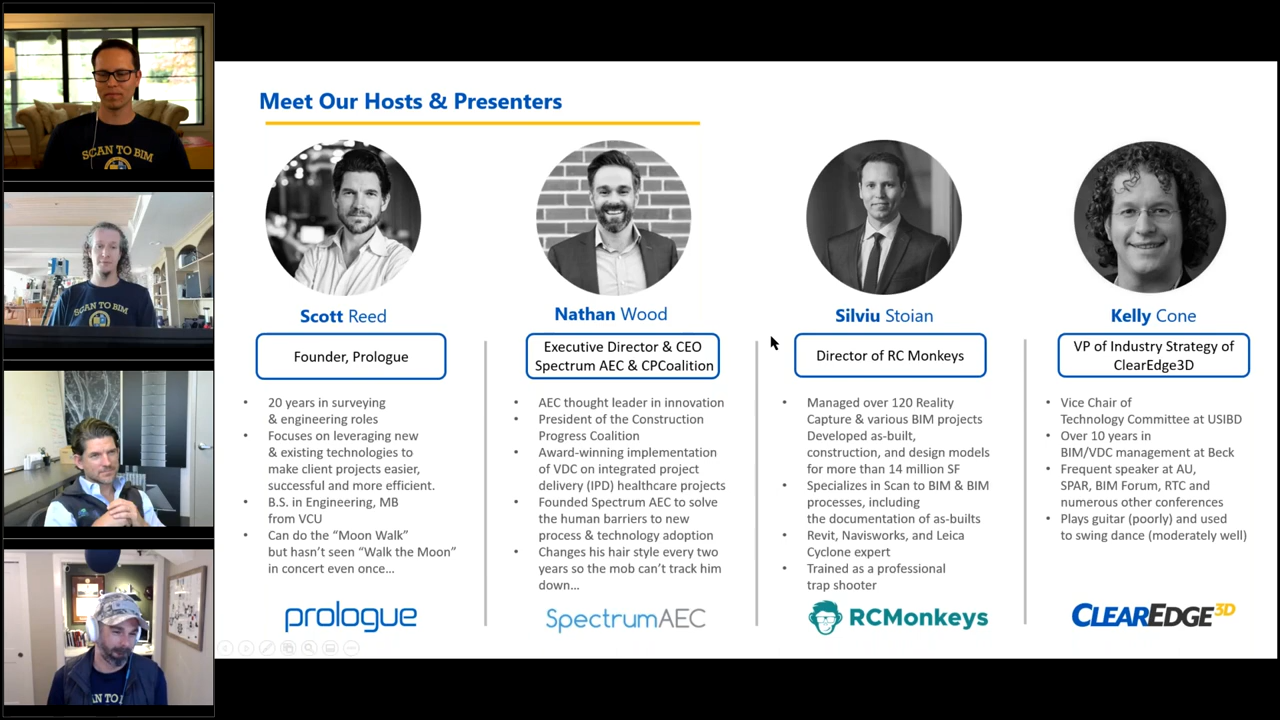 SCAN TO BIM
SCAN TO BIM
AN TO B
Meet Our Hosts & Presenters
Scott Reed
Founder, Prologue
• 20 years in surveying
& engineering roles
• Focuses on leveraging new
& existing technologies to
make client projects easier,
successful and more efficient.
• B.S. in Engineering, MB
from VCU
• Can do the “Moon Walk”
but hasn’t seen “Walk the Moon”
in concert even once…
prologue
Nathan Wood
Executive Director & CEO
Spectrum AEC & CPCoalition
• AEC thought leader in innovation
• President of the Construction
Progress Coalition
• Award-winning implementation
of VDC on integrated project
delivery (IPD) healthcare projects
• Founded Spectrum AEC to solve
the human barriers to new
process & technology adoption
• Changes his hair style every two
years so the mob can’t track him
down…
SpectrumAEC
Silviu Stoian
Director of RC Monkeys
• Managed over 120 Reality
Capture & various BIM projects
Developed as-built,
construction, and design models
for more than 14 million SF
• Specializes in Scan to BIM & BIM
processes, including
the documentation of as-builts
• Revit, Navisworks, and Leica
Cyclone expert
• Trained as a professional
trap shooter
RCMonkeys
Kelly Cone
VP of Industry Strategy of
ClearEdge3D
• Vice Chair of
Technology Committee at USIBD
• Over 10 years in
BIM/VDC management at Beck
• Frequent speaker at AU,
SPAR, BIM Forum, RTC and
numerous other conferences
• Plays guitar (poorly) and used
to swing dance (moderately well)
CLEAREDGE3D